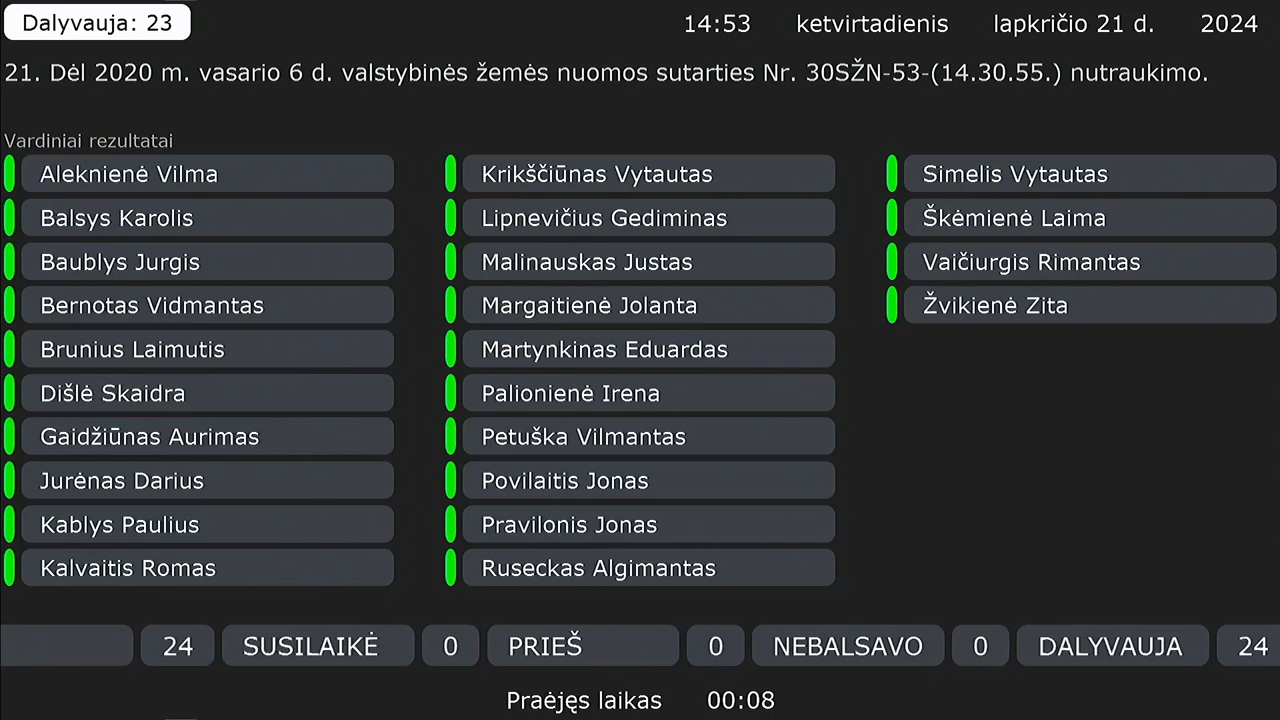 Dalyvauja: 23 14:53 ketvirtadienis lapkričio 21 d. 2024
21. Dėl 2020 m. vasario 6 d. valstybinės žemės nuomos sutarties Nr. 30SŽN-53-(14.30.55.) nutraukimo.
Vardiniai rezultatai
Aleknienė Vilma
Balsys Karolis
Baublys Jurgis
Bernotas Vidmantas
Brunius Laimutis
Dišlė Skaidra
Gaidžiūnas Aurimas
Jurėnas Darius
Kablys Paulius
Kalvaitis Romas
Krikščiūnas Vytautas
Lipnevičius Gediminas
Malinauskas Justas
Margaitienė Jolanta
Martynkinas Eduardas
Palionienė Irena
Petuška Vilmantas
Povilaitis Jonas
Pravilonis Jonas
Ruseckas Algimantas
Simelis Vytautas
Škėmienė Laima
Vaičiurgis Rimantas
Žvikienė Zita
24 SUSILAIKĖ 0 PRIEŠ 0 NEBALSAVO 0 DALYVAUJA 24
Praėjęs laikas 00:08